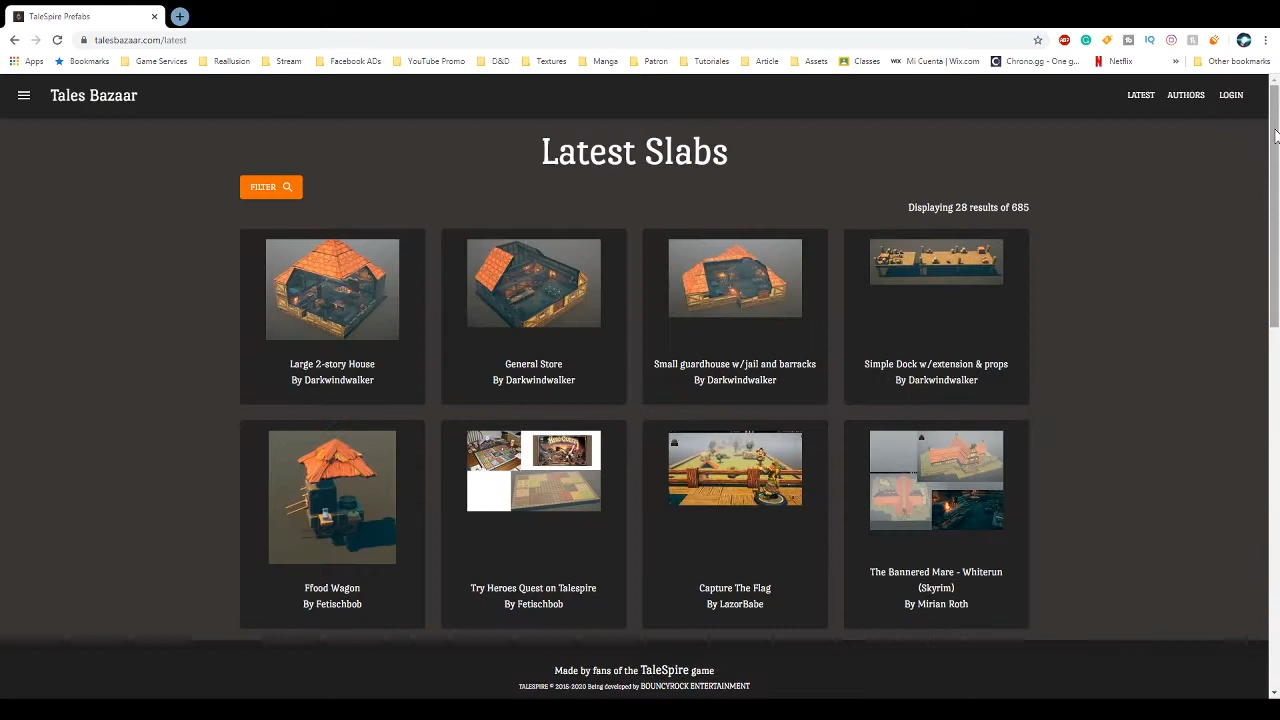 TaleSpire Prefabs
talesbazaar.com/latest
Apps Bookmarks Game Services Reallusion Stream Facebook ADs YouTube Promo D&D Textures Manga Patron Tutoriales Article Assets Classes WIX Mi Cuenta | Wix.com Chrono.gg - One g... Netflix » Other bookmarks
Tales Bazaar LATEST AUTHORS LOGIN
Latest Slabs
FILTER
Displaying 28 results of 685
Large 2-story House
By Darkwindwalker
General Store
By Darkwindwalker
Small guardhouse w/jail and barracks
By Darkwindwalker
Simple Dock w/extension & props
By Darkwindwalker
Ffood Wagon
By Fetischbob
Try Heroes Quest on Talespire
By Fetischbob
Capture The Flag
By LazorBabe
The Bannered Mare - Whiterun
(Skyrim)
By Mirian Roth
Made by fans of the TaleSpire game
TALESPIRE © 2015-2020 Being developed by BOUNCYROCK ENTERTAINMENT